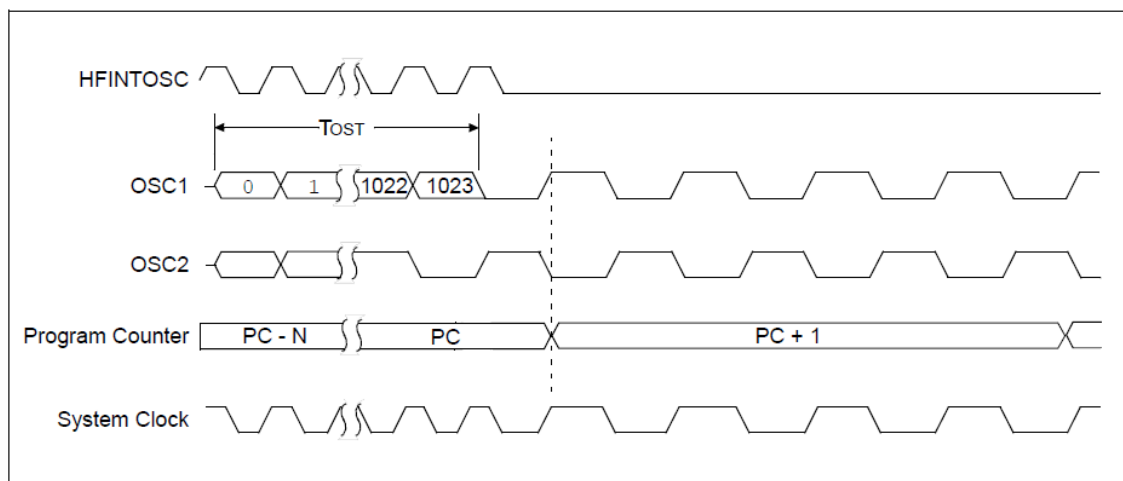 HFINTOSC
TOST
OSC1 0 1 1022 1023
OSC2
Program Counter PC - N PC PC + 1
System Clock